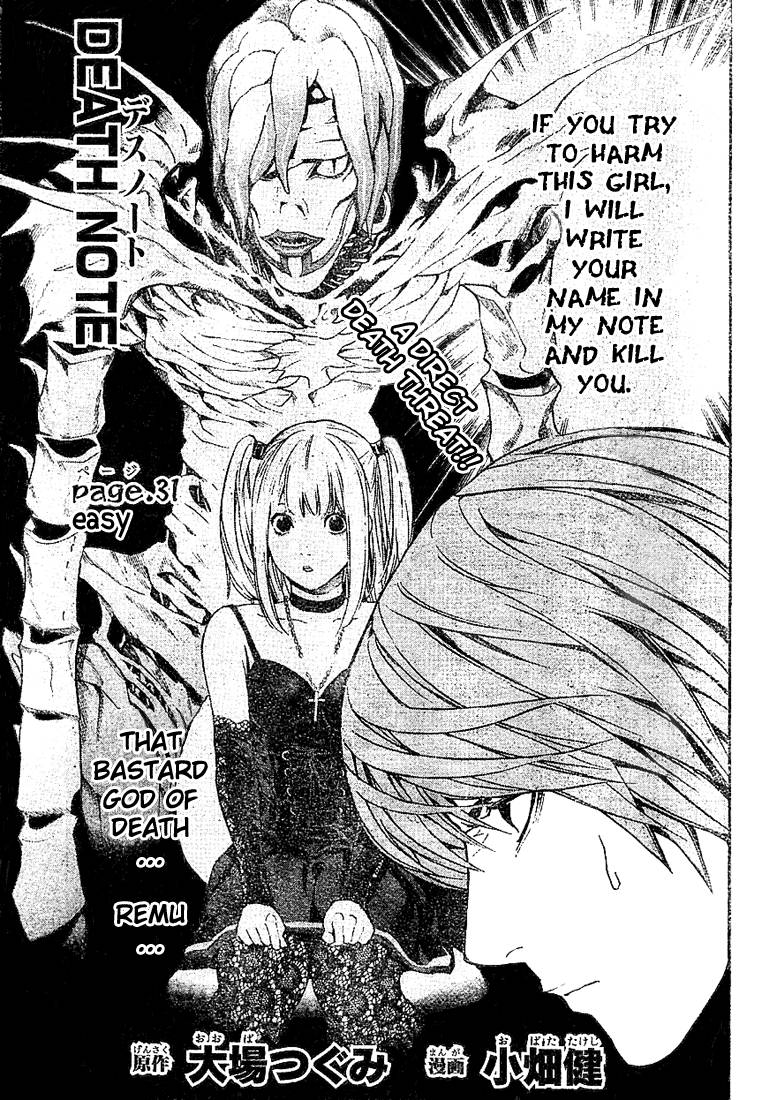 IF YOU TRY
TO HARM
THIS GIRL,
I WILL
WRITE
YOUR
NAME IN
MY NOTE
AND KILL
YOU.
DEATH NOTE
デスノート
A DIRECT
DEATH THREAT!!
ページ
page.31
easy
THAT
BASTARD
GOD OF
DEATH
...
REMU
...
げんさく おおば まんが おばたたけし
原作 大場つぐみ 漫画 小畑健